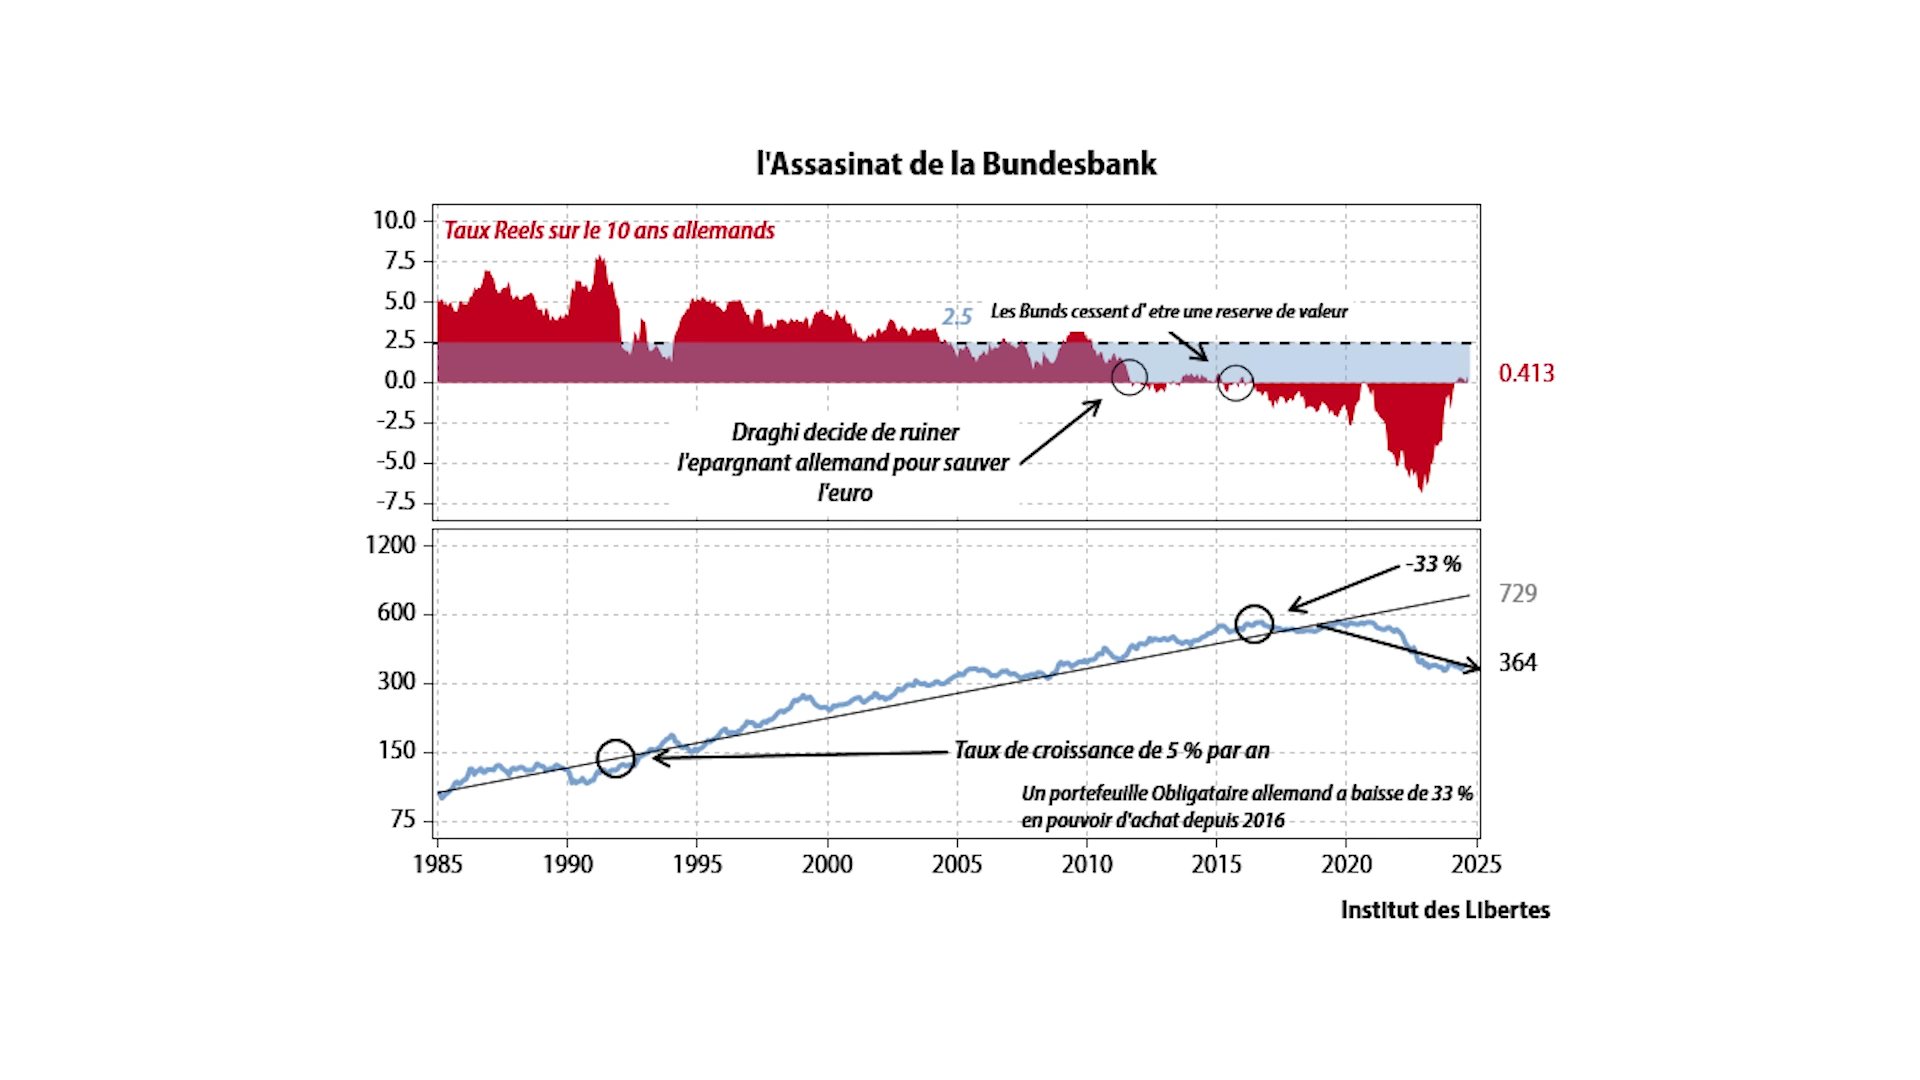 l'Assasinat de la Bundesbank
10.0
7.5
5.0
2.5
0.0
-2.5
-5.0
-7.5
Taux Reels sur le 10 ans allemands
2.5
Les Bunds cessent d' etre une reserve de valeur
0.413
Draghi decide de ruiner
l'epargnant allemand pour sauver
l'euro
1200
600
300
150
75
-33 %
729
364
Taux de croissance de 5 % par an
Un portefeuille Obligataire allemand a baisse de 33 %
en pouvoir d'achat depuis 2016
1985 1990 1995 2000 2005 2010 2015 2020 2025
Institut des Libertes